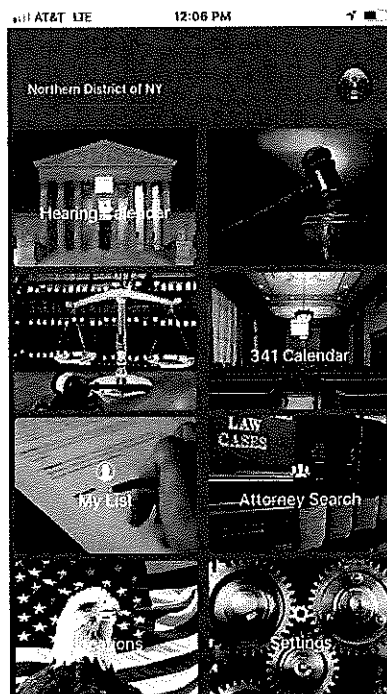 AT&T LTE 12:06 PM
Northern District of NY
Hearing Calendar
341 Calendar
LAW
CASES
My List
Attorney Search
Settings